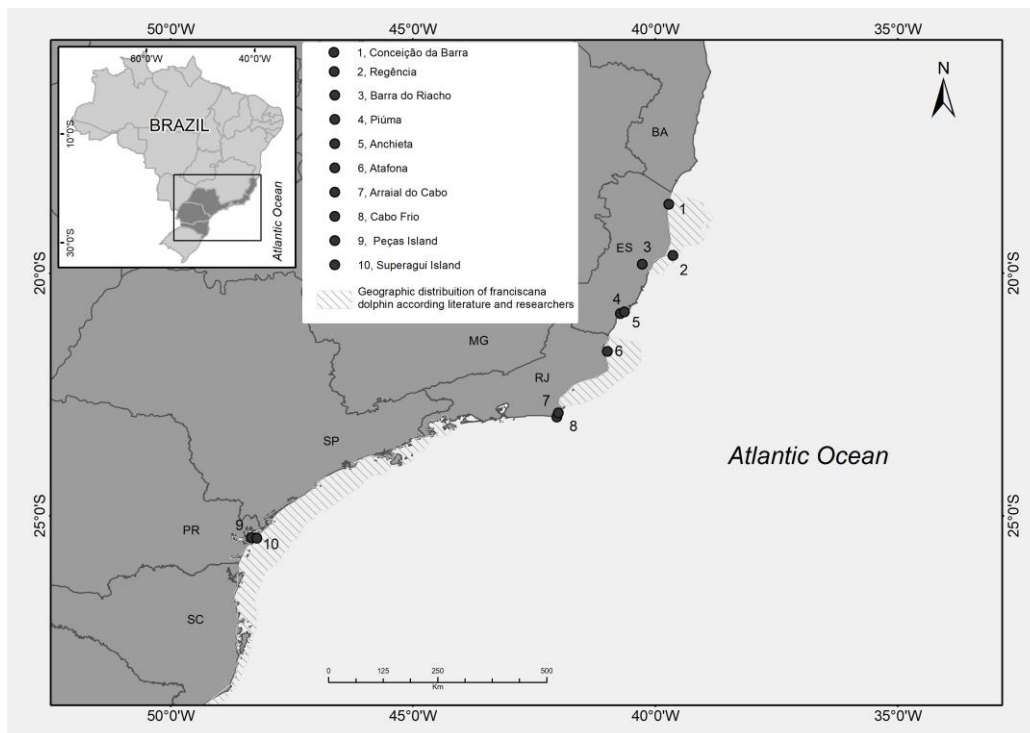 50°0'W 45°0'W 40°0'W 35°0'W
60°0'W 40°0'W
10°0'S
30°0'S
BRAZIL
Atlantic Ocean
1, Conceição da Barra
2, Regência
3, Barra do Riacho
4, Piúma
5, Anchieta
6, Atafona
7, Arraial do Cabo
8, Cabo Frio
9, Peças Island
10, Superagui Island
Geographic distribuition of franciscana
dolphin according literature and researchers
N
BA
1
ES 3
2
20°0'S 20°0'S
4
5
MG
6
RJ
7
8
SP
Atlantic Ocean
25°0'S 25°0'S
PR 9
10
SC
0 125 250 500
Km
50°0'W 45°0'W 40°0'W 35°0'W